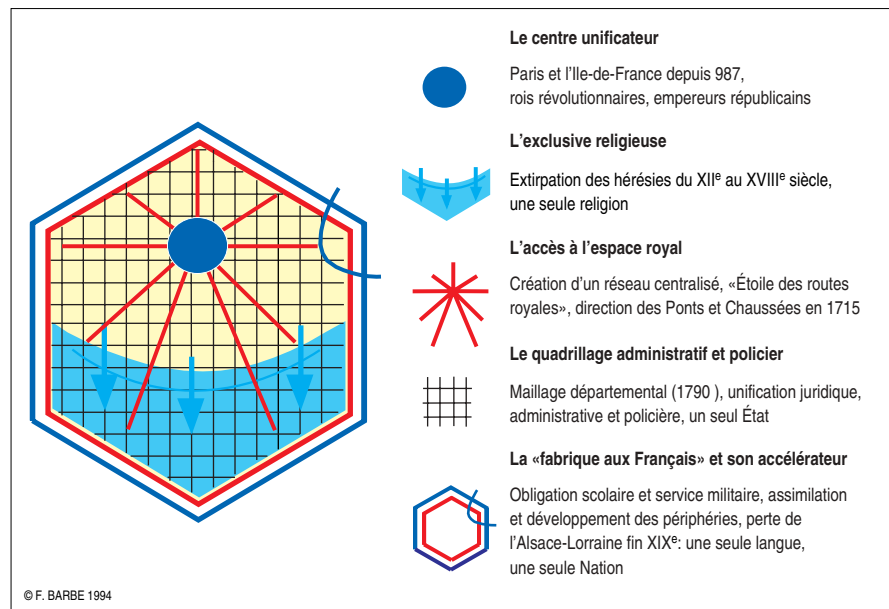 Le centre unificateur
Paris et l'Ile-de-France depuis 987,
rois révolutionnaires, empereurs républicains
L'exclusive religieuse
Extirpation des hérésies du XIIe au XVIIIe siècle,
une seule religion
L'accès à l'espace royal
Création d'un réseau centralisé, «Étoile des routes
royales», direction des Ponts et Chaussées en 1715
Le quadrillage administratif et policier
Maillage départemental (1790 ), unification juridique,
administrative et policière, un seul État
La «fabrique aux Français» et son accélérateur
Obligation scolaire et service militaire, assimilation
et développement des périphéries, perte de
l'Alsace-Lorraine fin XIXe: une seule langue,
une seule Nation
© F. BARBE 1994